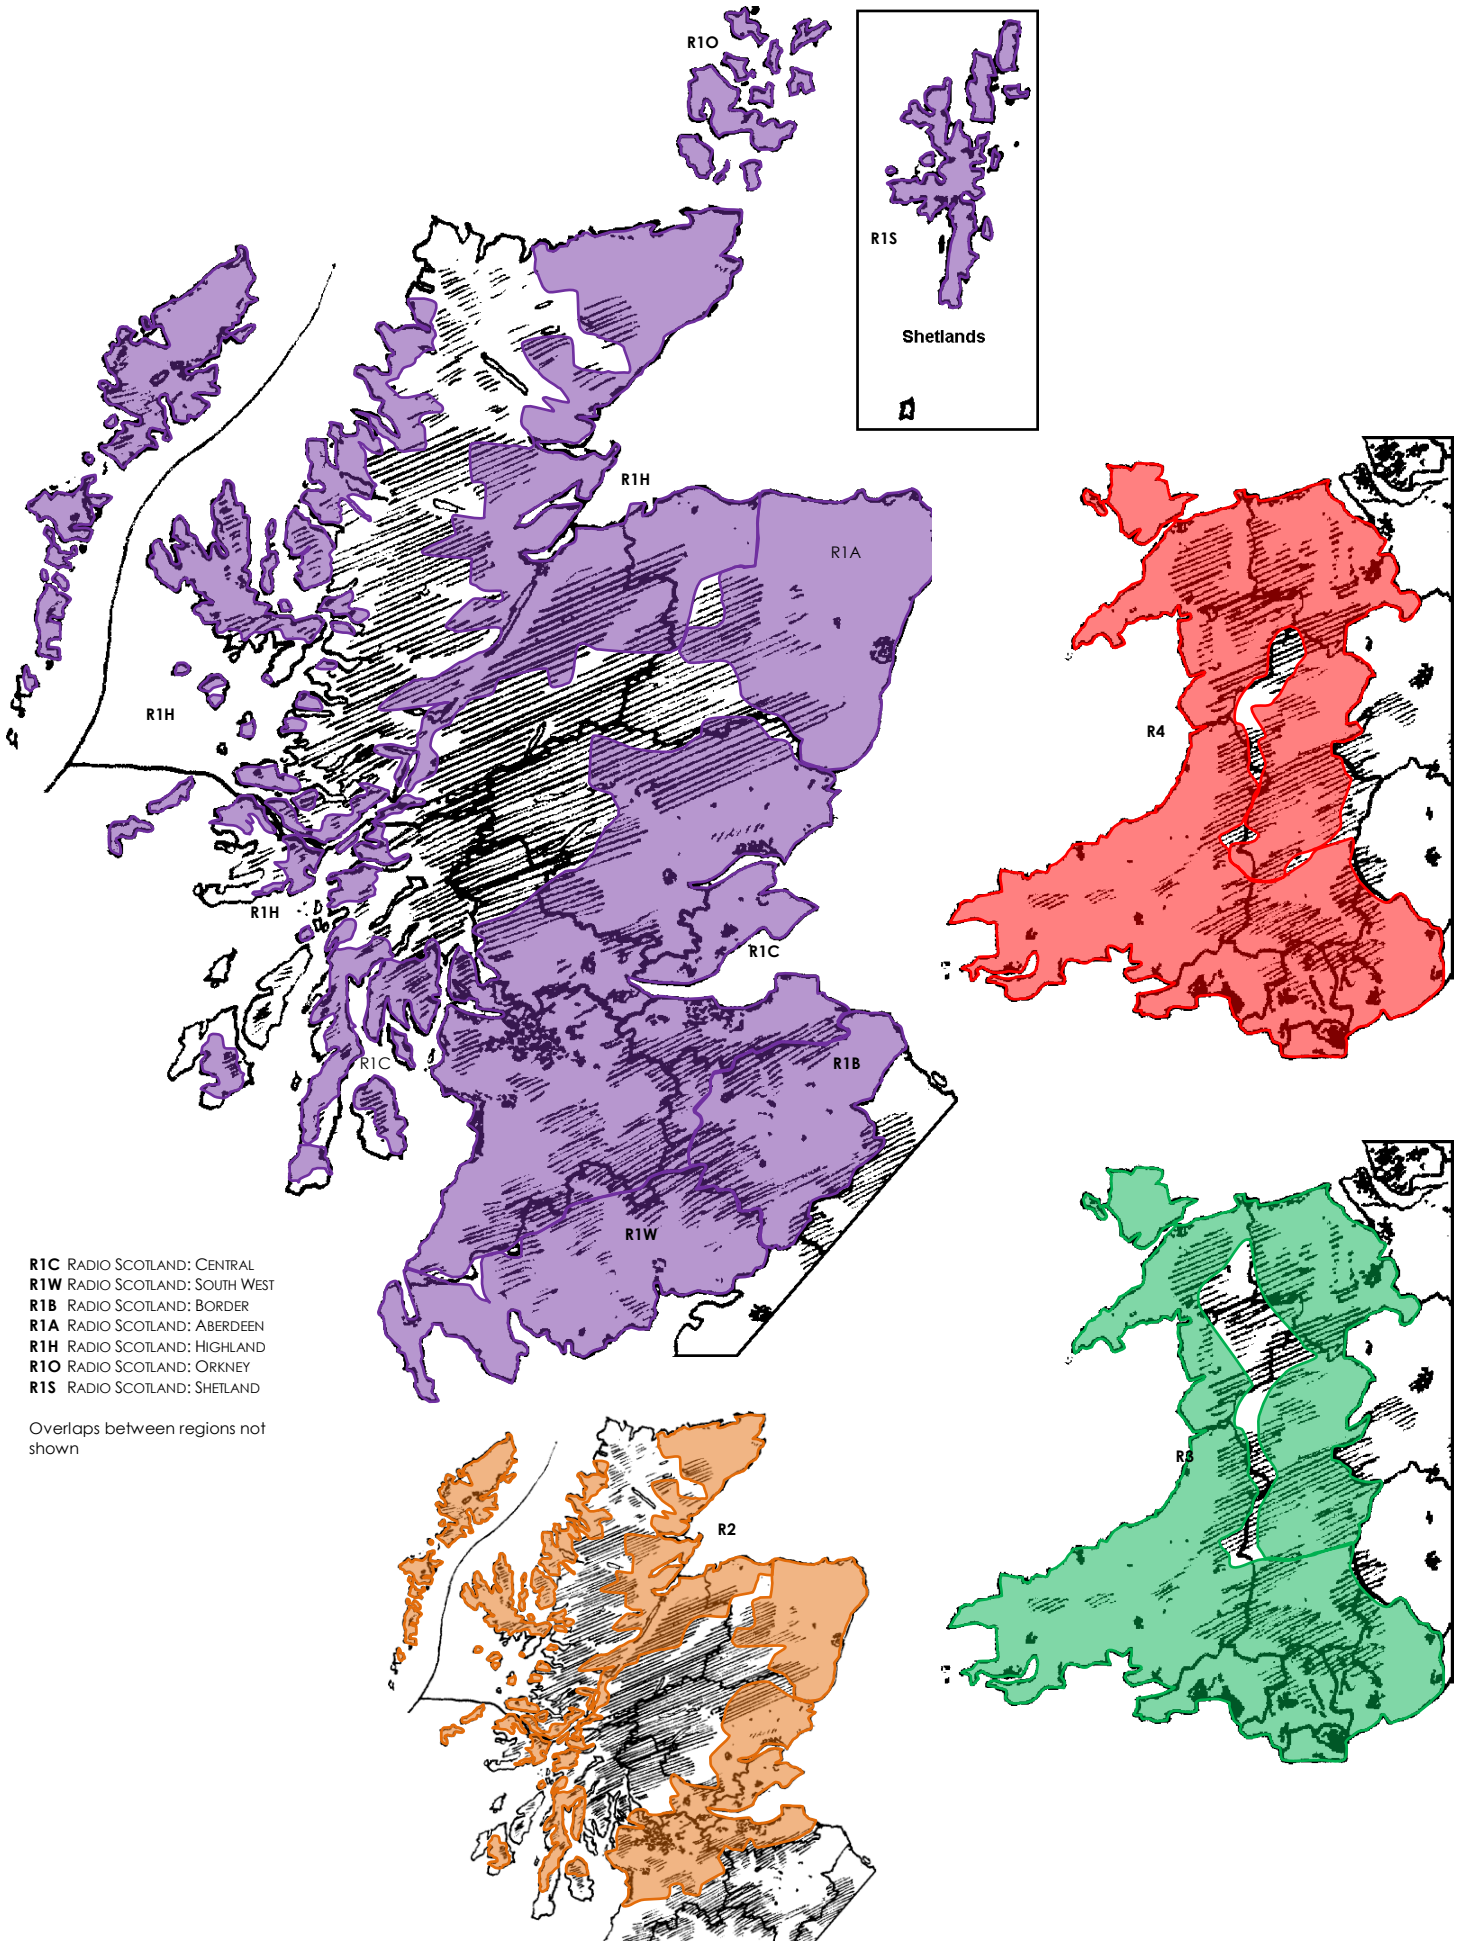 R1O
R1S
Shetlands
R1H
R1A
R1H
R4
R1H
R1C
R1C
R1B
R1W
R1C RADIO SCOTLAND: CENTRAL
R1W RADIO SCOTLAND: SOUTH WEST
R1B RADIO SCOTLAND: BORDER
R1A RADIO SCOTLAND: ABERDEEN
R1H RADIO SCOTLAND: HIGHLAND
R1O RADIO SCOTLAND: ORKNEY
R1S RADIO SCOTLAND: SHETLAND
Overlaps between regions not
shown
R3
R2